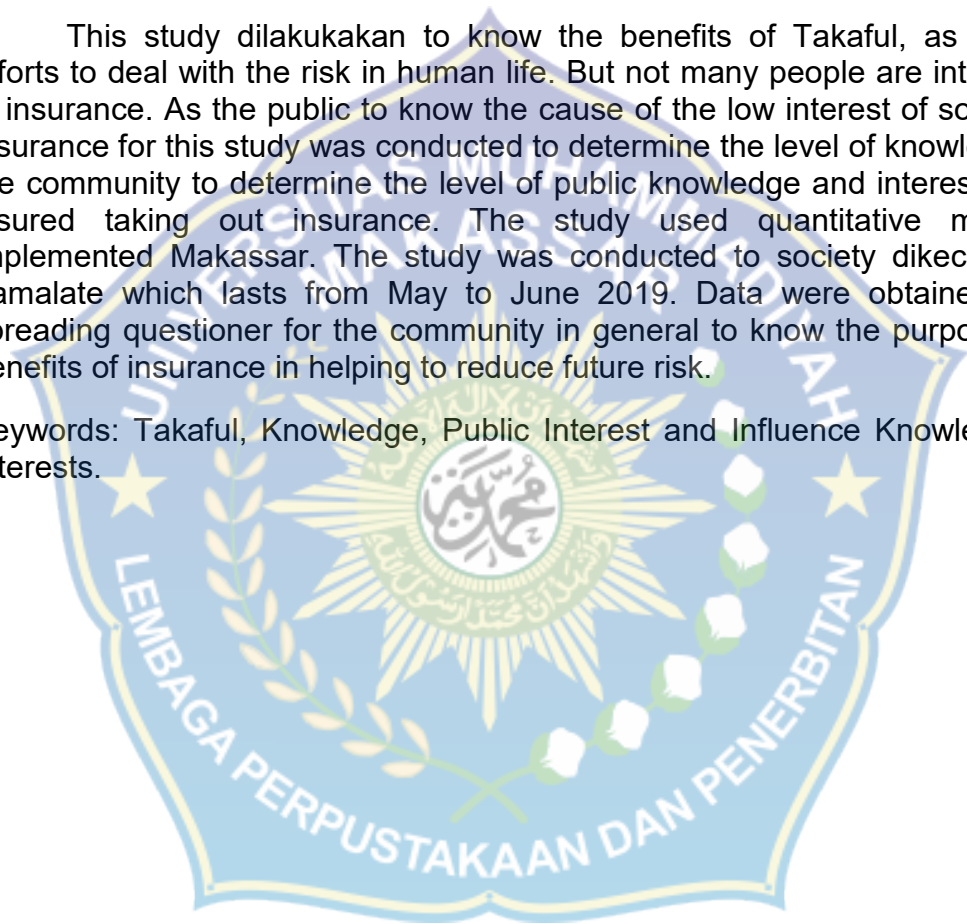 This study dilakukakan to know the benefits of Takaful, as
forts to deal with the risk in human life. But not many people are int
insurance. As the public to know the cause of the low interest of so
surance for this study was conducted to determine the level of knowl
e community to determine the level of public knowledge and interes
sured taking out insurance. The study used quantitative m
plemented Makassar. The study was conducted to society dikec
amalate which lasts from May to June 2019. Data were obtaine
preading questioner for the community in general to know the purpo
enefits of insurance in helping to reduce future risk.
eywords: Takaful, Knowledge, Public Interest and Influence Knowle
terests.
UNIVERSITAS MUHAMMADIYAH
MAKASSAR
محمدية
LEMBAGA PERPUSTAKAAN DAN PENERBITAN